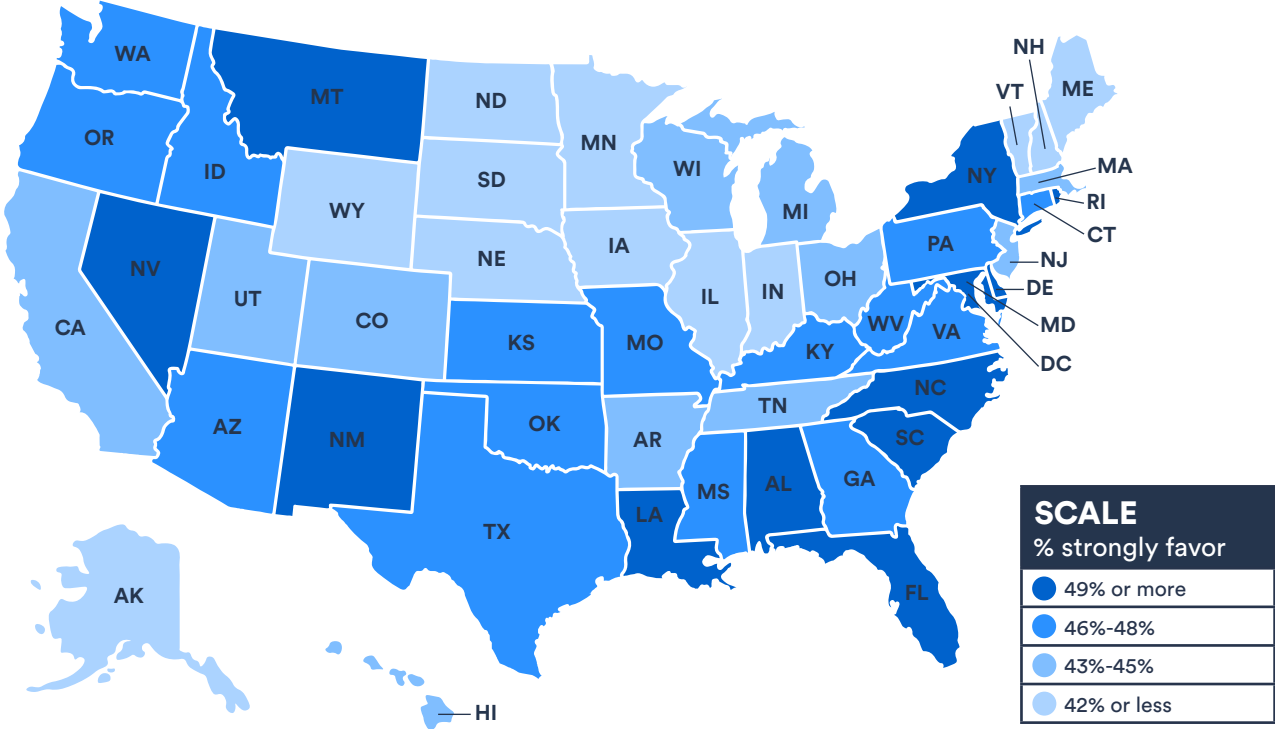 NH
WA
VT
ME
MT
ND
OR
MN
ID
WI
MA
SD
NY
RI
WY
MI
CT
PA
IA
NE
NJ
NV
OH
DE
IN
UT
IL
CO
MD
CA
WV
VA
KS
MO
KY
DC
NC
TN
OK
AZ
NM
AR
SC
GA
AL
MS
LA
TX
SCALE
% strongly favor
49% or more
FL
AK
46%-48%
43%-45%
42% or less
HI